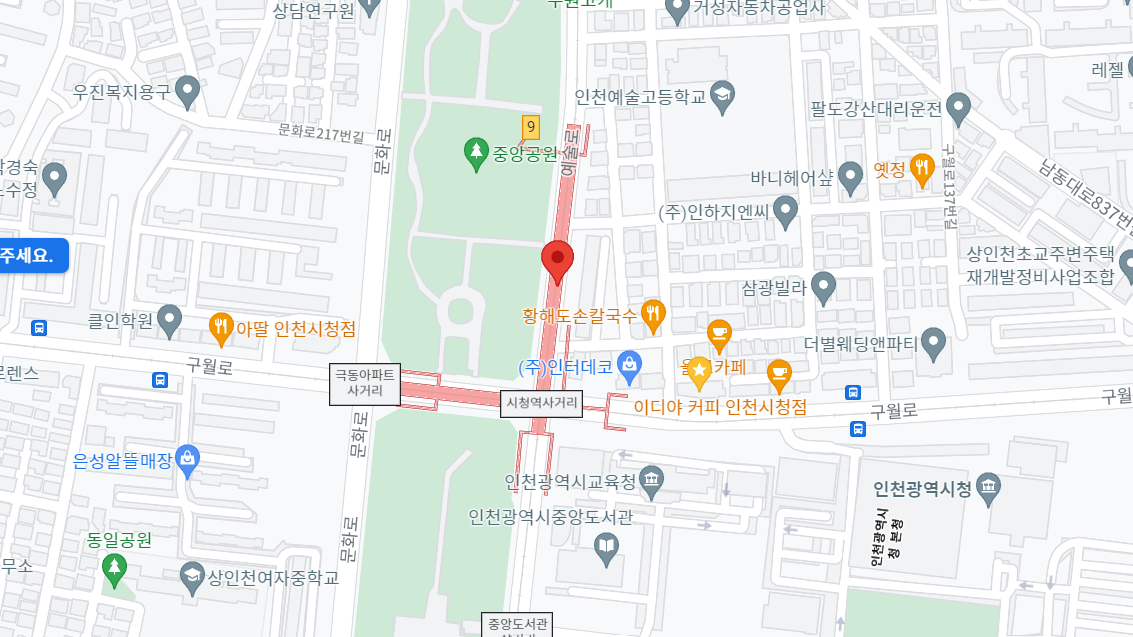 상담연구원
거성자동차공업사
레젤
우진복지용구
인천예술고등학교
팔도강산대리운전
문화로217번길
문화로
9
중앙공원
예술로
구월로137번길
옛정
바니헤어샾
남동대로837번길
(주)인하지엔씨
주세요.
상인천초교주변주택
재개발정비사업조합
삼광빌라
클인학원
아딸 인천시청점
황해도손칼국수
더별웨딩앤파티
구월로
극동아파트
사거리
(주)인터데코
카페
시청역사거리
이디야 커피 인천시청점
구월로
구월
문화로
은성알뜰매장
인천광역시교육청
인천광역시청
인천광역시중앙도서관
인천광역시
청 본청
동일공원
문화로
무소
상인천여자중학교
중앙도서관